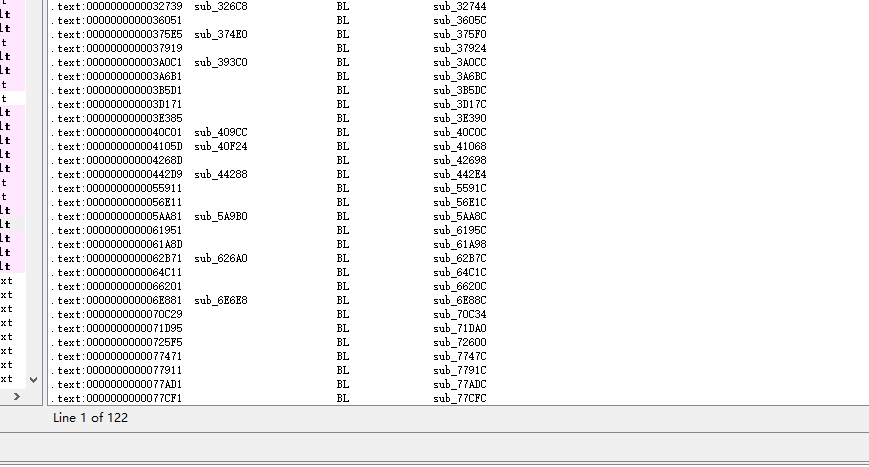 .text:0000000000032739 sub_326C8 BL sub_32744
t .text:0000000000036051 BL sub_3605C
lt .text:00000000000375E5 sub_374E0 BL sub_375F0
t .text:0000000000037919 BL sub_37924
lt .text:000000000003A0C1 sub_393C0 BL sub_3A0CC
lt .text:000000000003A6B1 BL sub_3A6BC
t .text:000000000003B5D1 BL sub_3B5DC
t .text:000000000003D171 BL sub_3D17C
lt .text:000000000003E385 BL sub_3E390
lt .text:0000000000040C01 sub_409CC BL sub_40C0C
lt .text:000000000004105D sub_40F24 BL sub_41068
lt .text:000000000004268D BL sub_42698
lt .text:00000000000442D9 sub_44288 BL sub_442E4
t .text:0000000000055911 BL sub_5591C
t .text:0000000000056E11 BL sub_56E1C
lt .text:000000000005AA81 sub_5A9B0 BL sub_5AA8C
lt .text:0000000000061951 BL sub_6195C
lt .text:0000000000061A8D BL sub_61A98
lt .text:0000000000062B71 sub_626A0 BL sub_62B7C
lt .text:0000000000064C11 BL sub_64C1C
xt .text:0000000000066201 BL sub_6620C
xt .text:000000000006E881 sub_6E6E8 BL sub_6E88C
xt .text:0000000000070C29 BL sub_70C34
xt .text:0000000000071D95 BL sub_71DA0
xt .text:00000000000725F5 BL sub_72600
xt .text:0000000000077471 BL sub_7747C
xt .text:0000000000077911 BL sub_7791C
xt .text:0000000000077AD1 BL sub_77ADC
.text:0000000000077CF1 BL sub_77CFC
Line 1 of 122